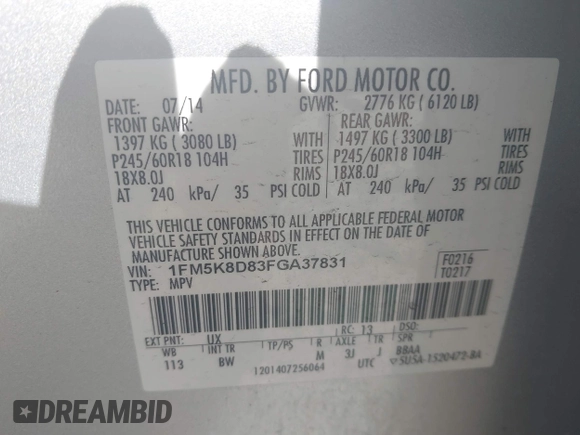 MFD. BY FORD MOTOR CO.
DATE: 07/14 GVWR: 2776 KG ( 6120 LB)
FRONT GAWR: REAR GAWR:
1397 KG ( 3080 LB) WITH 1497 KG ( 3300 LB) WITH
P245/60R18 104H TIRES P245/60R18 104H TIRES
18X8.0J RIMS 18X8.0J RIMS
AT 240 kPa/ 35 PSI COLD AT 240 kPa/ 35 PSI COLD
THIS VEHICLE CONFORMS TO ALL APPLICABLE FEDERAL MOTOR
VEHICLE SAFETY STANDARDS IN EFFECT ON THE DATE OF
MANUFACTURE SHOWN ABOVE.
VIN: 1FM5K8D83FGA37831 F0216
TYPE: MPV T0217
EXT PNT: UX RC: 13 DSO:
WB INT TR TP/PS R AXLE TR SPR
113 BW M 3J J BBAA
1201407256064 UTC 5U5A-1520472-BA
DREAMBID